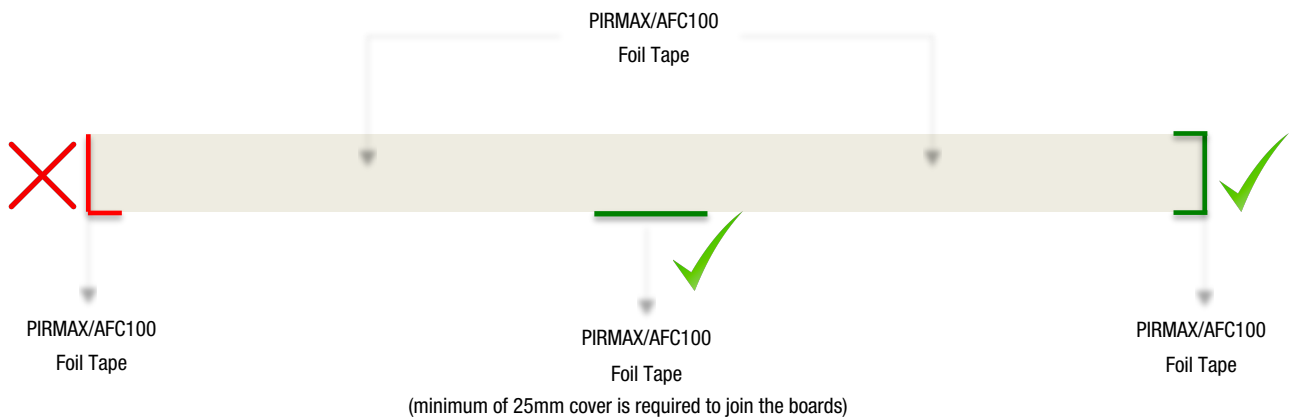 PIRMAX/AFC100
Foil Tape
PIRMAX/AFC100
Foil Tape
PIRMAX/AFC100
Foil Tape
(minimum of 25mm cover is required to join the boards)
PIRMAX/AFC100
Foil Tape